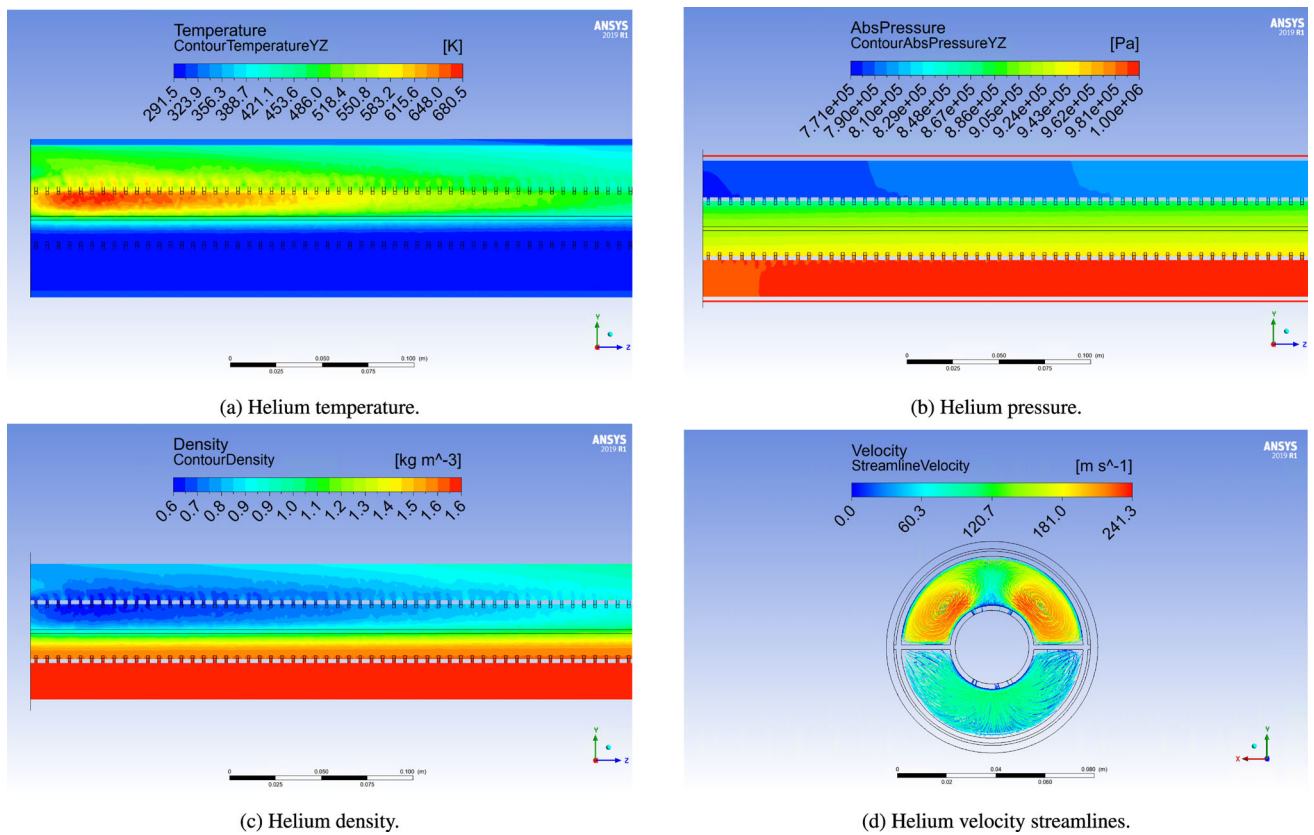 ANSYS
2019 R1
Temperature
ContourTemperatureYZ
[K]
291.5
323.9
356.3
388.7
421.1
453.6
486.0
518.4
550.8
583.2
615.6
648.0
680.5
Y
Z
0
0.050
0.100 (m)
0.025
0.075
(a) Helium temperature.
ANSYS
2019 R1
AbsPressure
ContourAbsPressureYZ
[Pa]
7.71e+05
7.90e+05
8.10e+05
8.29e+05
8.48e+05
8.67e+05
8.86e+05
9.05e+05
9.24e+05
9.43e+05
9.62e+05
9.81e+05
1.00e+06
Y
Z
0
0.050
0.100 (m)
0.025
0.075
(b) Helium pressure.
ANSYS
2019 R1
Density
ContourDensity
[kg m^-3]
0.6
0.7
0.8
0.9
0.9
1.0
1.1
1.2
1.3
1.4
1.5
1.6
1.6
Y
Z
0
0.050
0.100 (m)
0.025
0.075
(c) Helium density.
ANSYS
2019 R1
Velocity
StreamlineVelocity
[m s^-1]
0.0
60.3
120.7
181.0
241.3
Y
X
0
0.04
0.080 (m)
0.02
0.060
(d) Helium velocity streamlines.